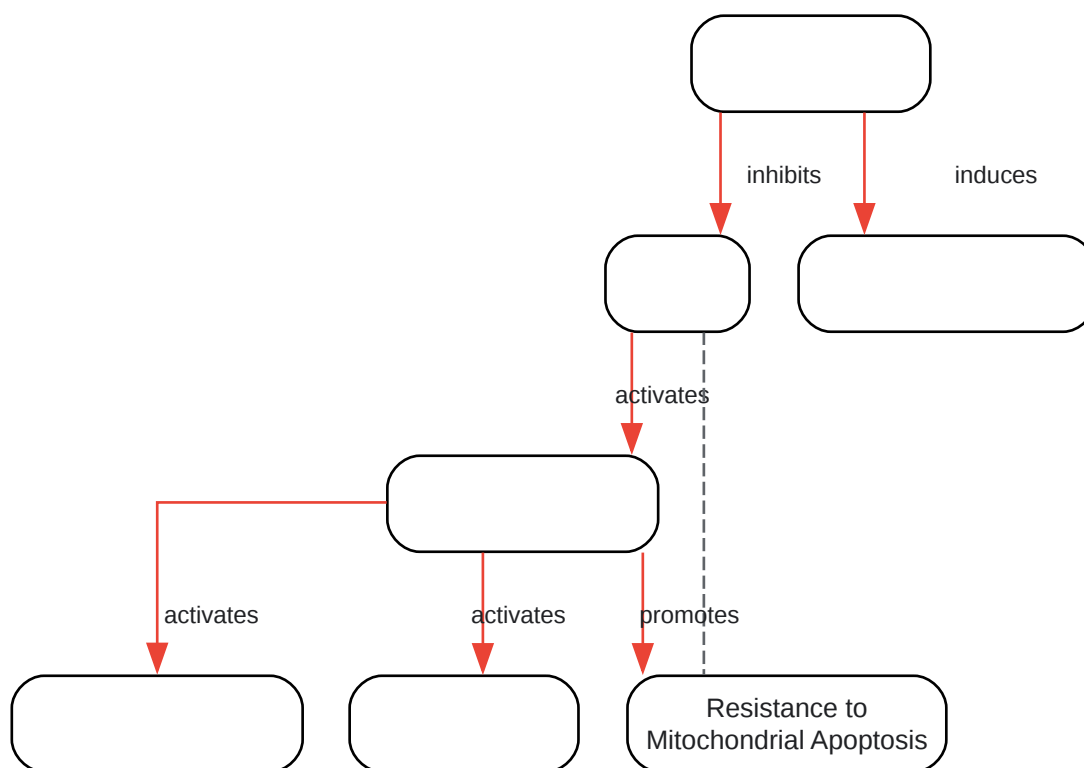 inhibits
induces
activates
activates
activates
promotes
Resistance to
Mitochondrial Apoptosis